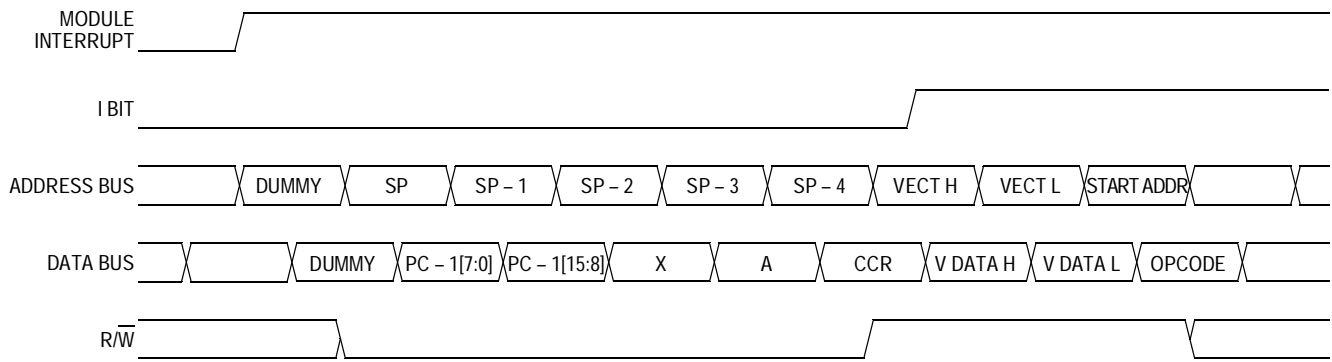 MODULE
INTERRUPT
I BIT
ADDRESS BUS DUMMY SP SP – 1 SP – 2 SP – 3 SP – 4 VECT H VECT L START ADDR
DATA BUS DUMMY PC – 1[7:0] PC – 1[15:8] X A CCR V DATA H V DATA L OPCODE
R/W̅